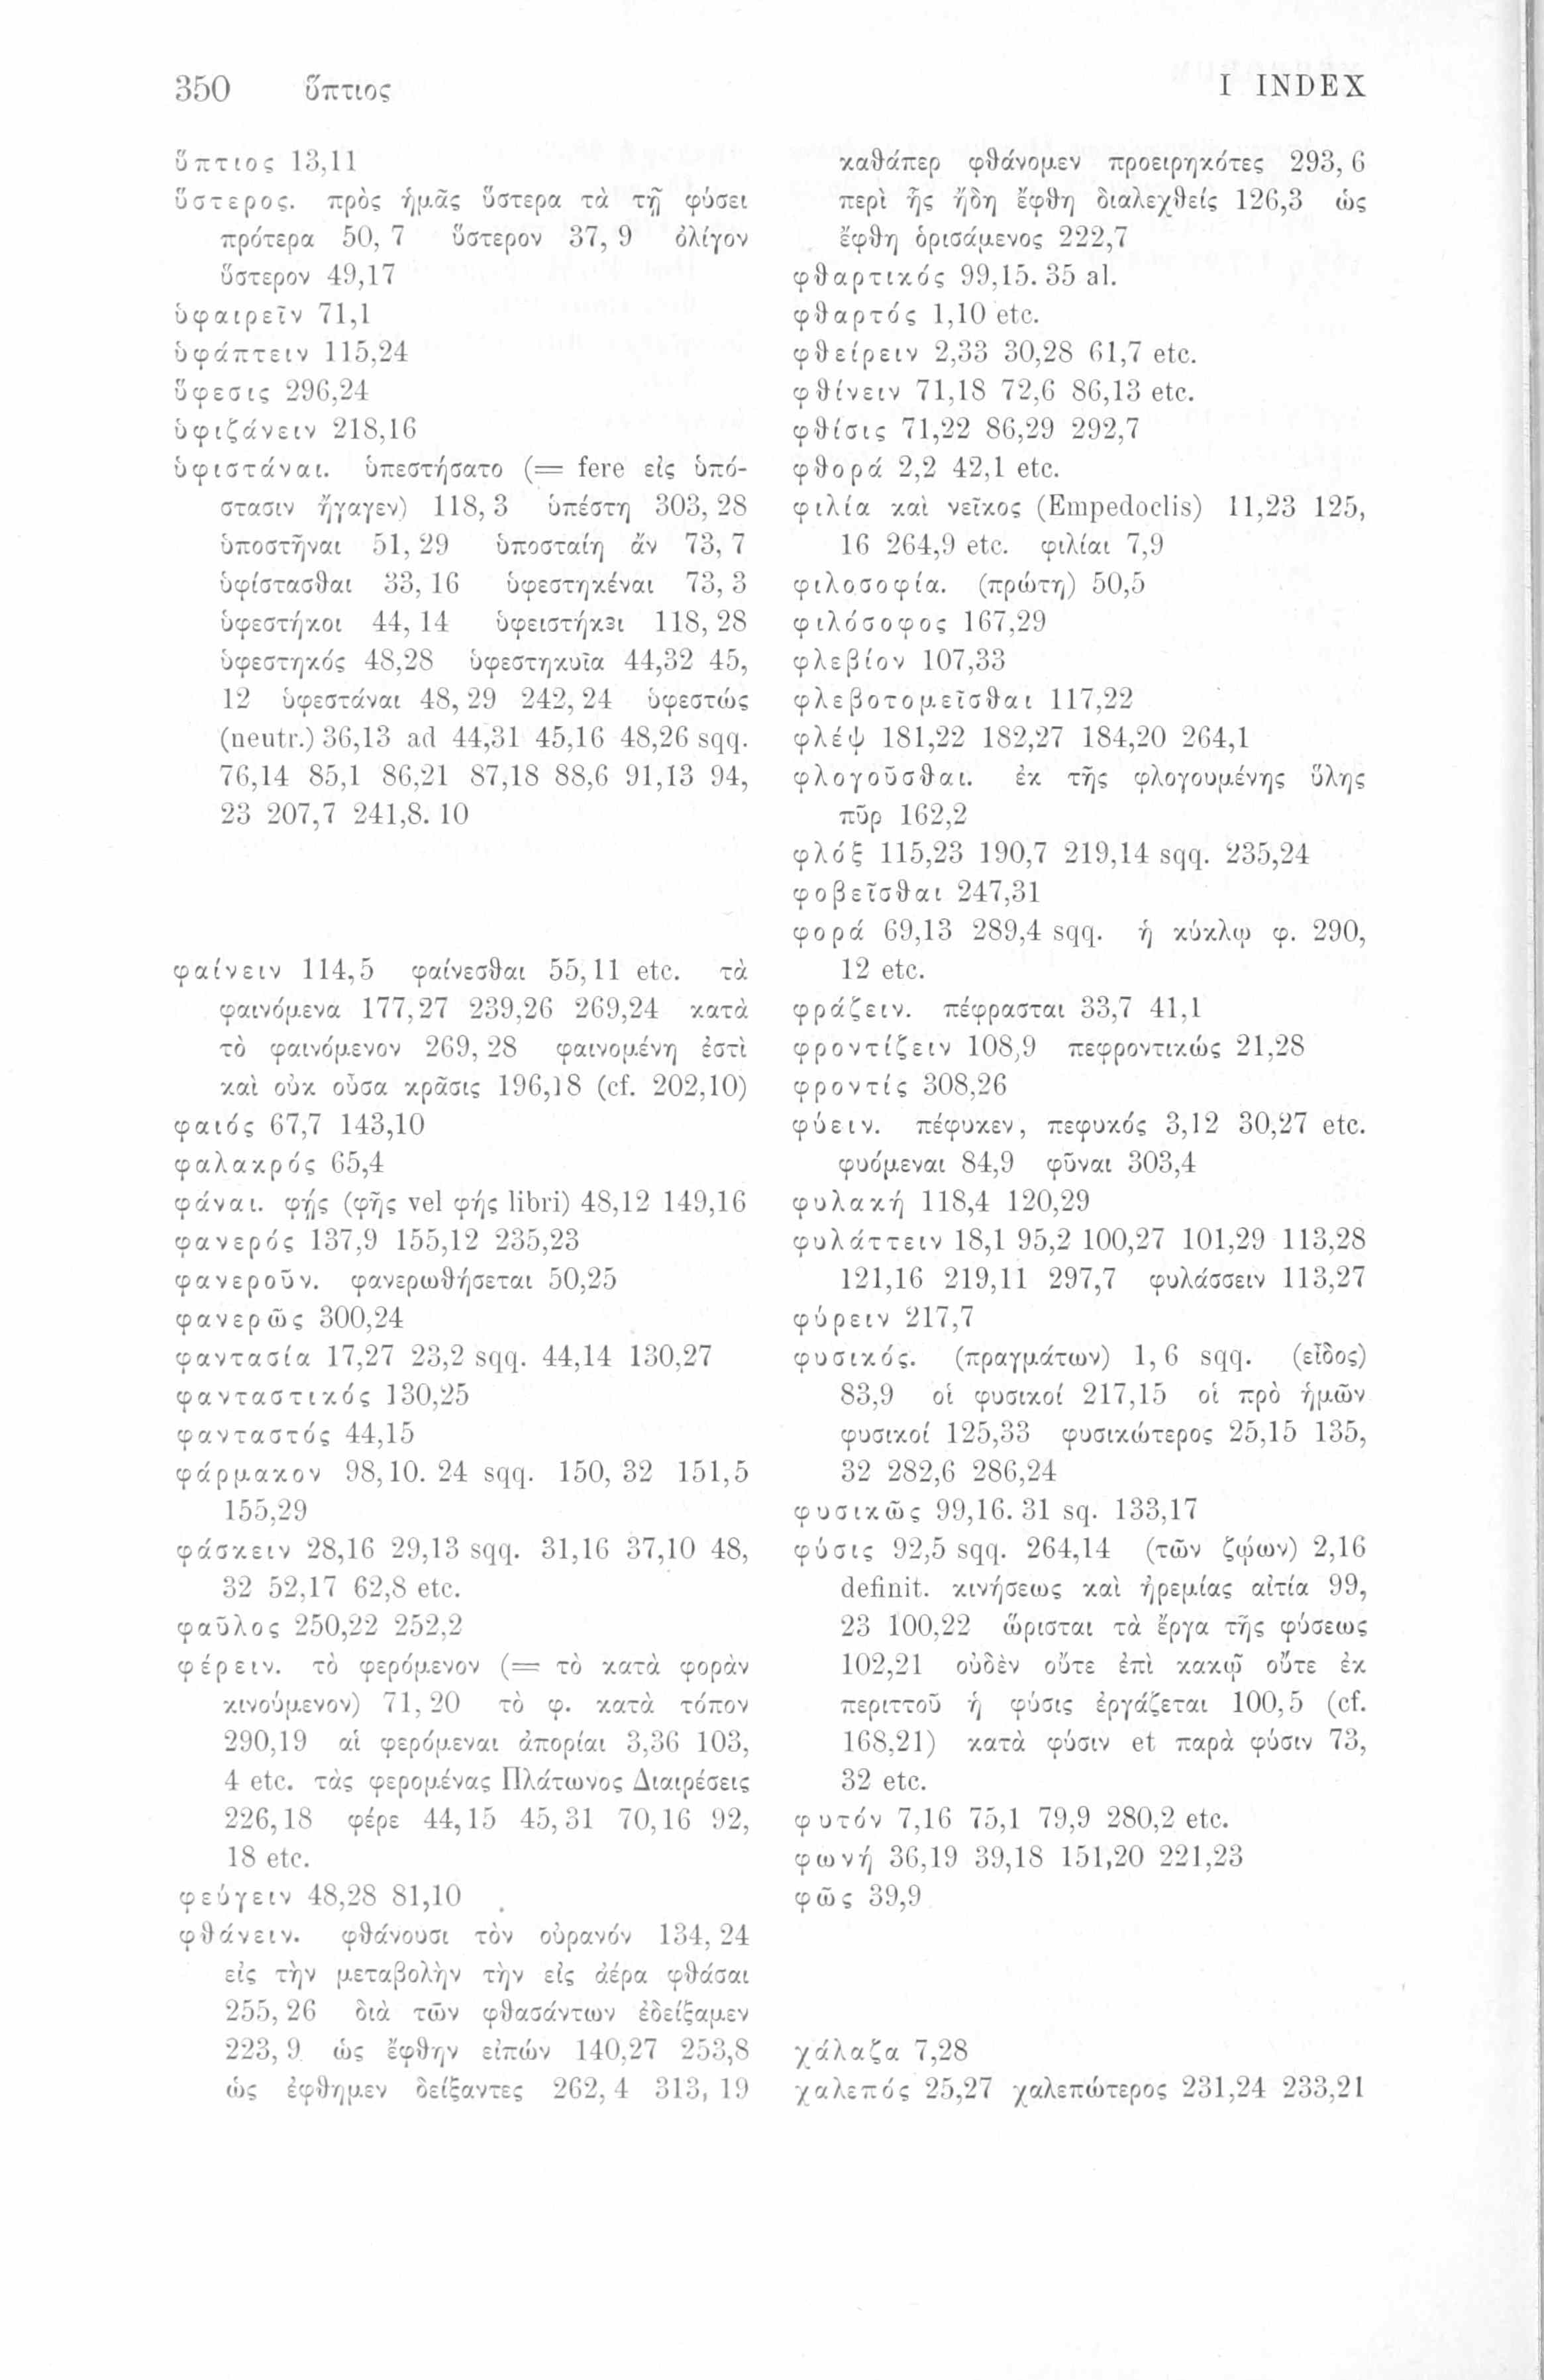 350 ὕπτιος I INDEX
ὕπτιος 13,11
ὕστερος. πρὸς ἡμᾶς ὕστερα τὰ τῇ φύσει
πρότερα 50, 7 ὕστερον 37, 9 ὀλίγον
ὕστερον 49,17
ὑφαιρεῖν 71,1
ὑφάπτειν 115,24
ὕφεσις 296,24
ὑφιζάνειν 218,16
ὑφιστάναι. ὑπεστήσατο (= fere εἰς ὑπό-
στασιν ἤγαγεν) 118, 3 ὑπέστη 303, 28
ὑποστῆναι 51, 29 ὑποσταίη ἄν 73, 7
ὑφίστασθαι 33, 16 ὑφεστηκέναι 73, 3
ὑφεστήκοι 44, 14 ὑφειστήκει 118, 28
ὑφεστηκός 48,28 ὑφεστηκυῖα 44,32 45,
12 ὑφεστάναι 48, 29 242, 24 ὑφεστώς
(neutr.) 36,13 ad 44,31 45,16 48,26 sqq.
76,14 85,1 86,21 87,18 88,6 91,13 94,
23 207,7 241,8. 10
φαίνειν 114,5 φαίνεσθαι 55, 11 etc. τὰ
φαινόμενα 177,27 239,26 269,24 κατὰ
τὸ φαινόμενον 269, 28 φαινομένη ἐστὶ
καὶ οὐκ οὖσα κρᾶσις 196,18 (cf. 202,10)
φαιός 67,7 143,10
φαλακρός 65,4
φάναι. φῄς (φῆς vel φής libri) 48,12 149,16
φανερός 137,9 155,12 235,23
φανεροῦν. φανερωθήσεται 50,25
φανερῶς 300,24
φαντασία 17,27 23,2 sqq. 44,14 130,27
φανταστικός 130,25
φανταστός 44,15
φάρμακον 98,10. 24 sqq. 150, 32 151,5
155,29
φάσκειν 28,16 29,13 sqq. 31,16 37,10 48,
32 52,17 62,8 etc.
φαῦλος 250,22 252,2
φέρειν. τὸ φερόμενον (= τὸ κατὰ φορὰν
κινούμενον) 71, 20 τὸ φ. κατὰ τόπον
290,19 αἱ φερόμεναι ἀπορίαι 3,36 103,
4 etc. τὰς φερομένας Πλάτωνος Διαιρέσεις
226,18 φέρε 44,15 45,31 70,16 92,
18 etc.
φεύγειν 48,28 81,10
φθάνειν. φθάνουσι τὸν οὐρανόν 134, 24
εἰς τὴν μεταβολὴν τὴν εἰς ἀέρα φθάσαι
255, 26 διὰ τῶν φθασάντων ἐδείξαμεν
223, 9 ὡς ἔφθην εἰπών 140,27 253,8
ὡς ἐφθημεν δείξαντες 262, 4 313, 19
καθάπερ φθάνομεν προειρηκότες 293, 6
περὶ ἧς ἤδη ἔφθη διαλεχθείς 126,3 ὡς
ἔφθη ὁρισάμενος 222,7
φθαρτικός 99,15. 35 al.
φθαρτός 1,10 etc.
φθείρειν 2,33 30,28 61,7 etc.
φθίνειν 71,18 72,6 86,13 etc.
φθίσις 71,22 86,29 292,7
φθορά 2,2 42,1 etc.
φιλία καὶ νεῖκος (Empedoclis) 11,23 125,
16 264,9 etc. φιλίαι 7,9
φιλοσοφία. (πρώτη) 50,5
φιλόσοφος 167,29
φλεβίον 107,33
φλεβοτομεῖσθαι 117,22
φλέψ 181,22 182,27 184,20 264,1
φλογοῦσθαι. ἐκ τῆς φλογουμένης ὕλης
πῦρ 162,2
φλόξ 115,23 190,7 219,14 sqq. 235,24
φοβεῖσθαι 247,31
φορά 69,13 289,4 sqq. ἡ κύκλῳ φ. 290,
12 etc.
φράζειν. πέφρασται 33,7 41,1
φροντίζειν 108,9 πεφροντικώς 21,28
φροντίς 308,26
φύειν. πέφυκεν, πεφυκός 3,12 30,27 etc.
φυόμεναι 84,9 φῦναι 303,4
φυλακή 118,4 120,29
φυλάττειν 18,1 95,2 100,27 101,29 113,28
121,16 219,11 297,7 φυλάσσειν 113,27
φύρειν 217,7
φυσικός. (πραγμάτων) 1, 6 sqq. (εἶδος)
83,9 οἱ φυσικοί 217,15 οἱ πρὸ ἡμῶν
φυσικοί 125,33 φυσικώτερος 25,15 135,
32 282,6 286,24
φυσικῶς 99,16. 31 sq. 133,17
φύσις 92,5 sqq. 264,14 (τῶν ζῴων) 2,16
definit. κινήσεως καὶ ἠρεμίας αἰτία 99,
23 100,22 ὥρισται τὰ ἔργα τῆς φύσεως
102,21 οὐδὲν οὔτε ἐπὶ κακῷ οὔτε ἐκ
περιττοῦ ἡ φύσις ἐργάζεται 100, 5 (cf.
168,21) κατὰ φύσιν et παρὰ φύσιν 73,
32 etc.
φυτόν 7,16 75,1 79,9 280,2 etc.
φωνή 36,19 39,18 151,20 221,23
φῶς 39,9
χάλαζα 7,28
χαλεπός 25,27 χαλεπώτερος 231,24 233,21